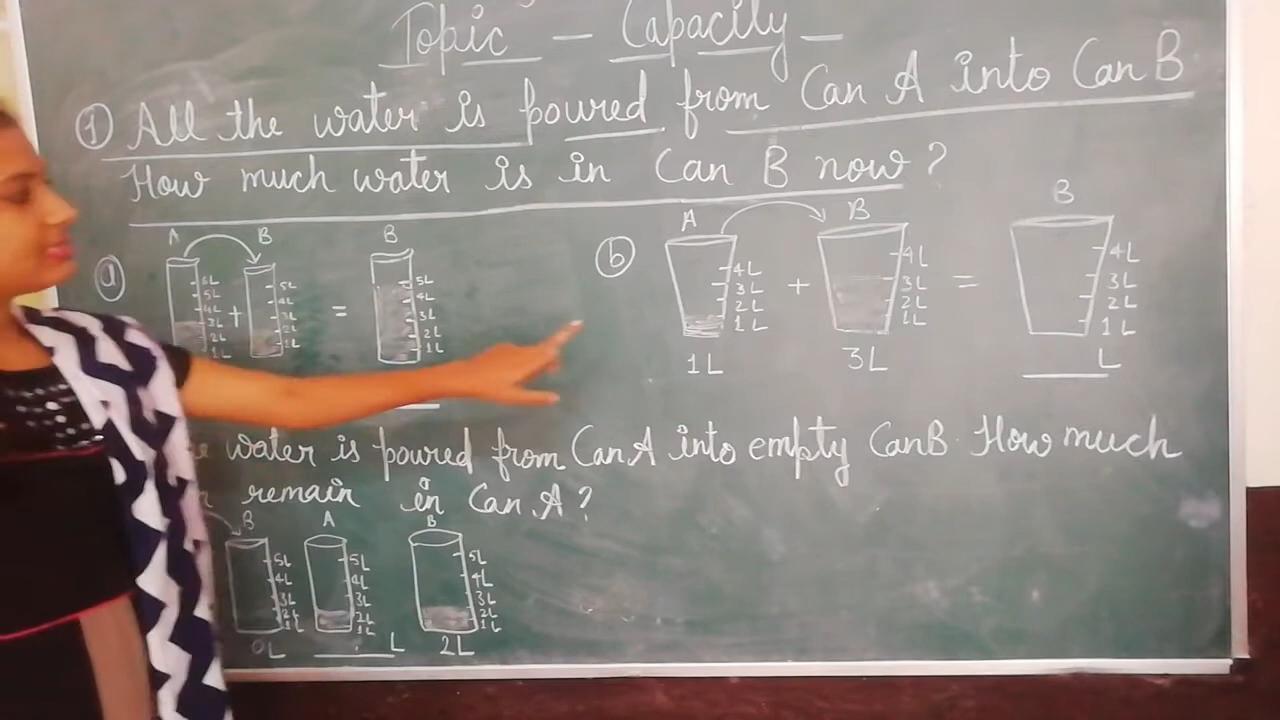 Topic - Capacity -
① All the water is poured from Can A into Can B
How much water is in Can B now?
ⓐ A B B
6L 5L 4L 3L 2L 1L
+
5L 4L 3L 2L 1L
=
5L 4L 3L 2L 1L
ⓑ A B B
4L 3L 2L 1L
+
4L 3L 2L 1L
=
4L 3L 2L 1L
1L 3L L
water is poured from Can A into empty Can B. How much
remain in Can A?
B A B
5L 4L 3L 2L 1L
5L 4L 3L 2L 1L
5L 4L 3L 2L 1L
0L L 2L